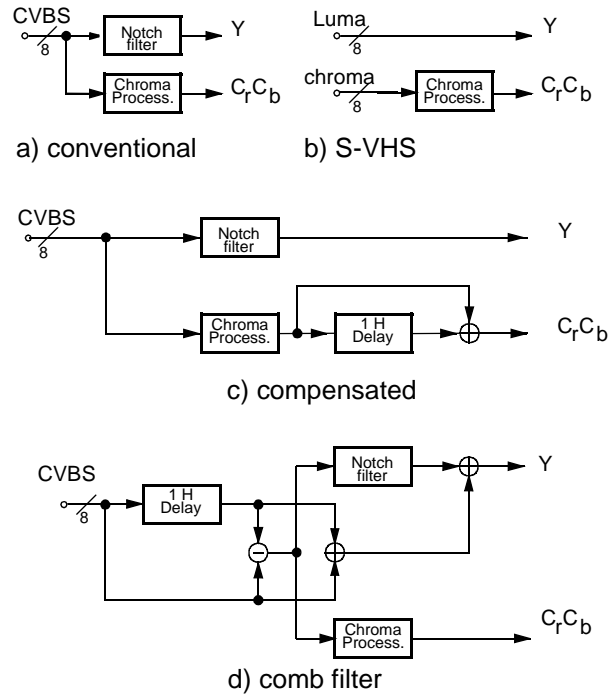 CVBS
8
Notch
filter
Y
Chroma
Process.
CrCb
a) conventional
Luma
8
Y
chroma
8
Chroma
Process.
CrCb
b) S-VHS
CVBS
8
Notch
filter
Y
Chroma
Process.
1 H
Delay
CrCb
c) compensated
CVBS
8
1 H
Delay
Notch
filter
Y
Chroma
Process.
CrCb
d) comb filter